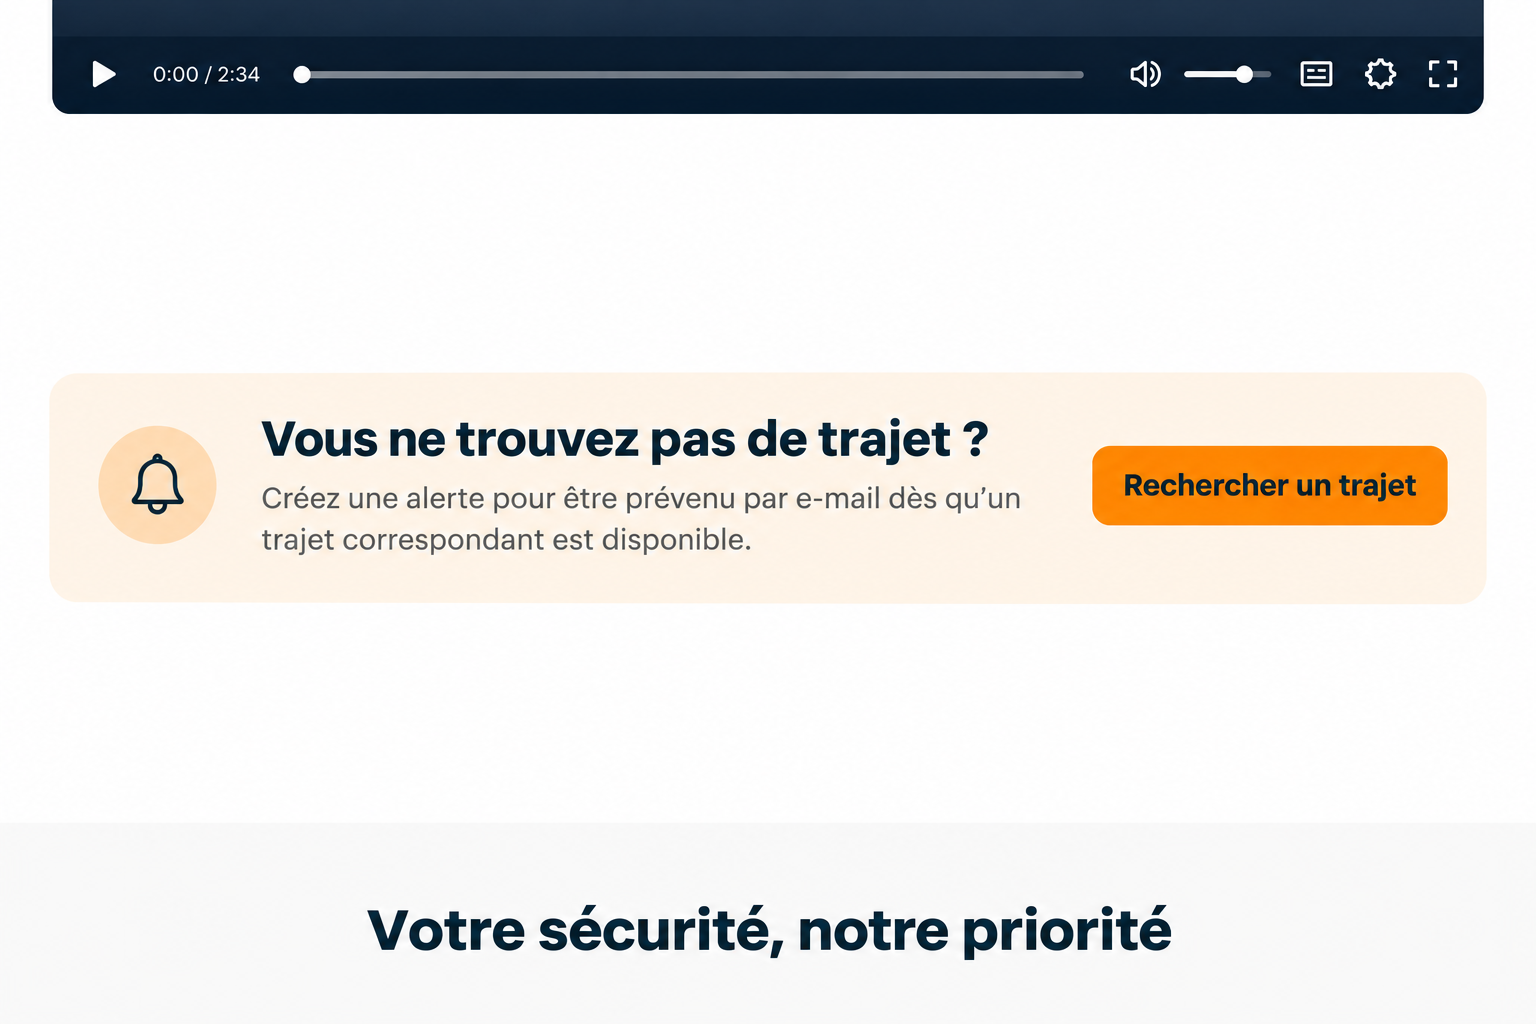 0:00 / 2:34
Vous ne trouvez pas de trajet ?
Créez une alerte pour être prévenu par e-mail dès qu’un
trajet correspondant est disponible.
Rechercher un trajet
Votre sécurité, notre priorité